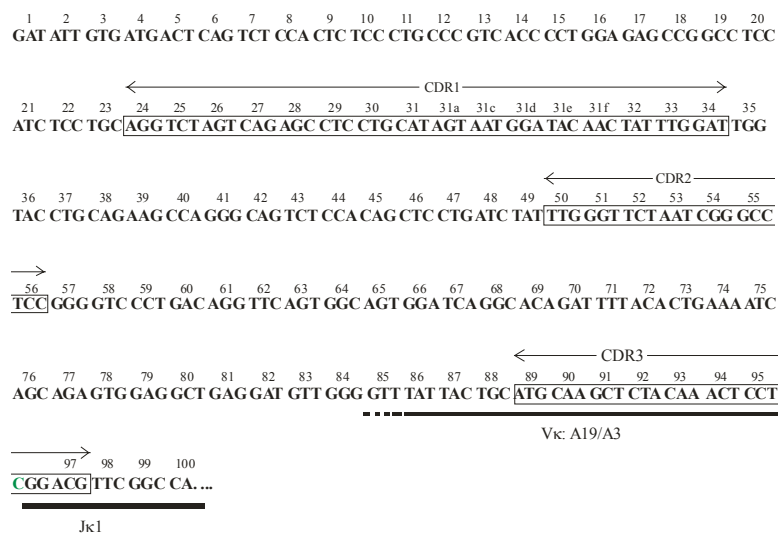 1 2 3 4 5 6 7 8 9 10 11 12 13 14 15 16 17 18 19 20
GAT ATT GTG ATG ACT CAG TCT CCA CTC TCC CTG CCC GTC ACC CCT GGA GAG CCG GCC TCC
CDR1
21 22 23 24 25 26 27 28 29 30 31 31a 31c 31d 31e 31f 32 33 34 35
ATC TCC TGC AGG TCT AGT CAG AGC CTC CTG CAT AGT AAT GGA TAC AAC TAT TTG GAT TGG
CDR2
36 37 38 39 40 41 42 43 44 45 46 47 48 49 50 51 52 53 54 55
TAC CTG CAG AAG CCA GGG CAG TCT CCA CAG CTC CTG ATC TAT TTG GGT TCT AAT CGG GCC
56 57 58 59 60 61 62 63 64 65 66 67 68 69 70 71 72 73 74 75
TCC GGG GTC CCT GAC AGG TTC AGT GGC AGT GGA TCA GGC ACA GAT TTT ACA CTG AAA ATC
CDR3
76 77 78 79 80 81 82 83 84 85 86 87 88 89 90 91 92 93 94 95
AGC AGA GTG GAG GCT GAG GAT GTT GGG GTT TAT TAC TGC ATG CAA GCT CTA CAA ACT CCT
Vκ: A19/A3
97 98 99 100
CGG ACG TTC GGC CA. ...
Jκ1